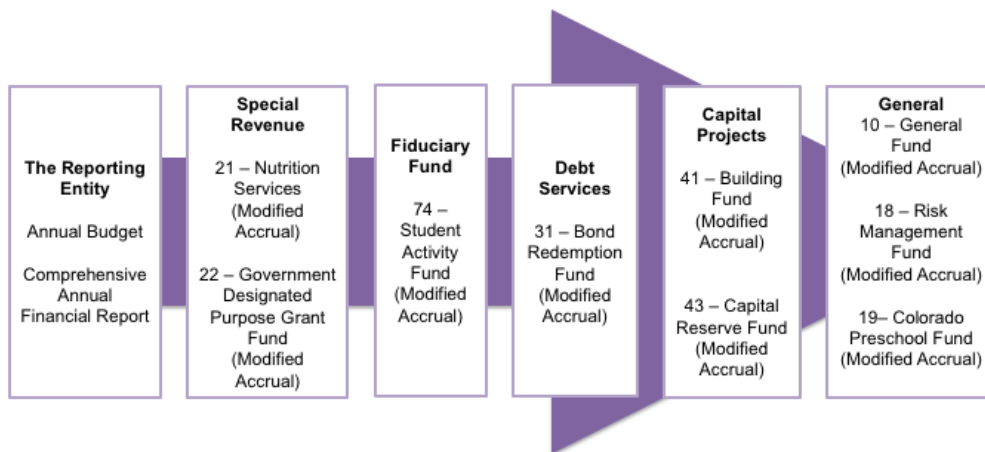 The Reporting
Entity
Annual Budget
Comprehensive
Annual
Financial Report
Special
Revenue
21 – Nutrition
Services
(Modified
Accrual)
22 – Government
Designated
Purpose Grant
Fund
(Modified
Accrual)
Fiduciary
Fund
74 –
Student
Activity
Fund
(Modified
Accrual)
Debt
Services
31 – Bond
Redemption
Fund
(Modified
Accrual)
Capital
Projects
41 – Building
Fund
(Modified
Accrual)
43 – Capital
Reserve Fund
(Modified
Accrual)
General
10 – General
Fund
(Modified Accrual)
18 – Risk
Management
Fund
(Modified Accrual)
19– Colorado
Preschool Fund
(Modified Accrual)